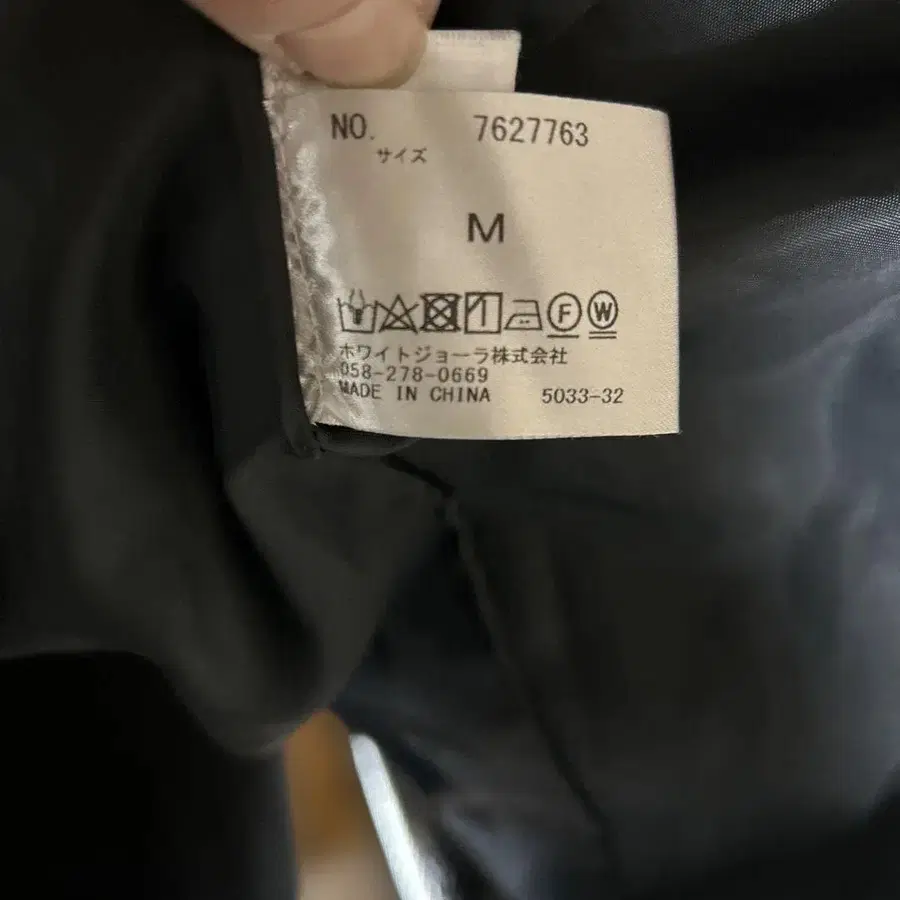 NO. 7627763
サイズ
M
F W
ホワイトジョーラ株式会社
058-278-0669
MADE IN CHINA 5033-32